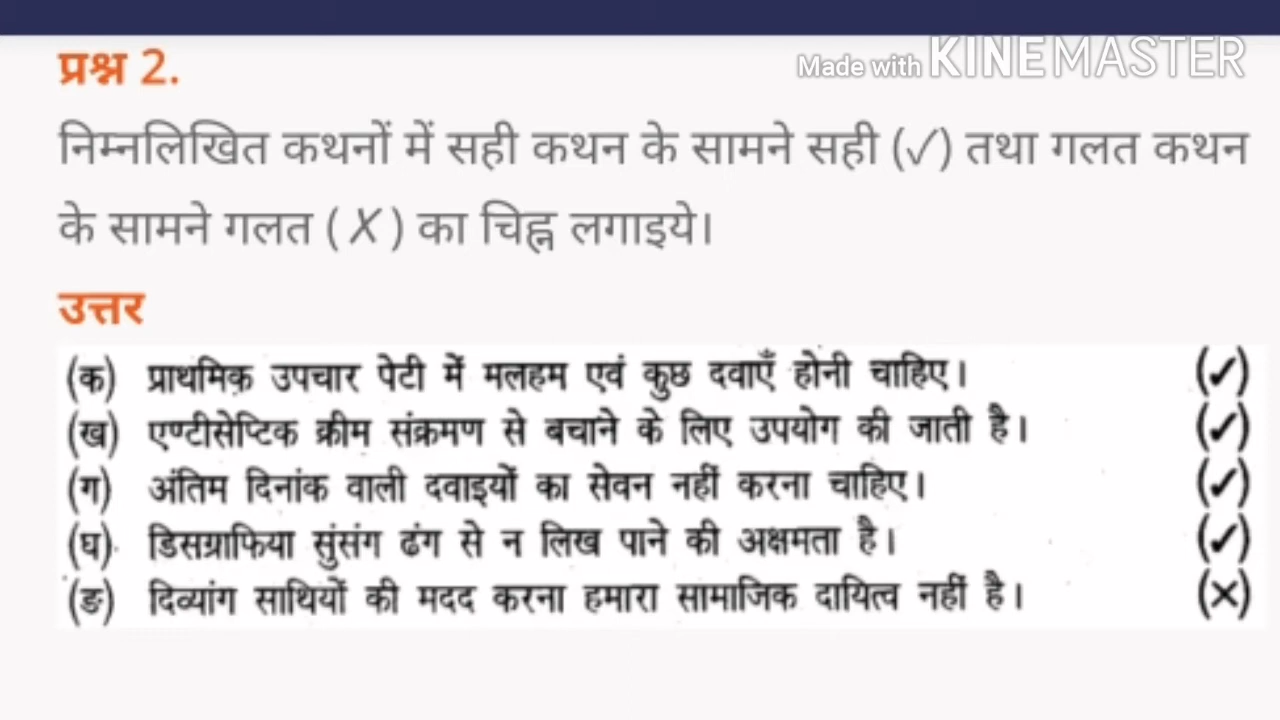 Made with KINEMASTER
प्रश्न 2.
निम्नलिखित कथनों में सही कथन के सामने सही (✓) तथा गलत कथन
के सामने गलत ( X ) का चिह्न लगाइये।
उत्तर
(क) प्राथमिक उपचार पेटी में मलहम एवं कुछ दवाएँ होनी चाहिए। (✓)
(ख) एण्टीसेप्टिक क्रीम संक्रमण से बचाने के लिए उपयोग की जाती है। (✓)
(ग) अंतिम दिनांक वाली दवाइयों का सेवन नहीं करना चाहिए। (✓)
(घ) डिसग्राफिया सुंसंग ढंग से न लिख पाने की अक्षमता है। (✓)
(ङ) दिव्यांग साथियों की मदद करना हमारा सामाजिक दायित्व नहीं है। (×)